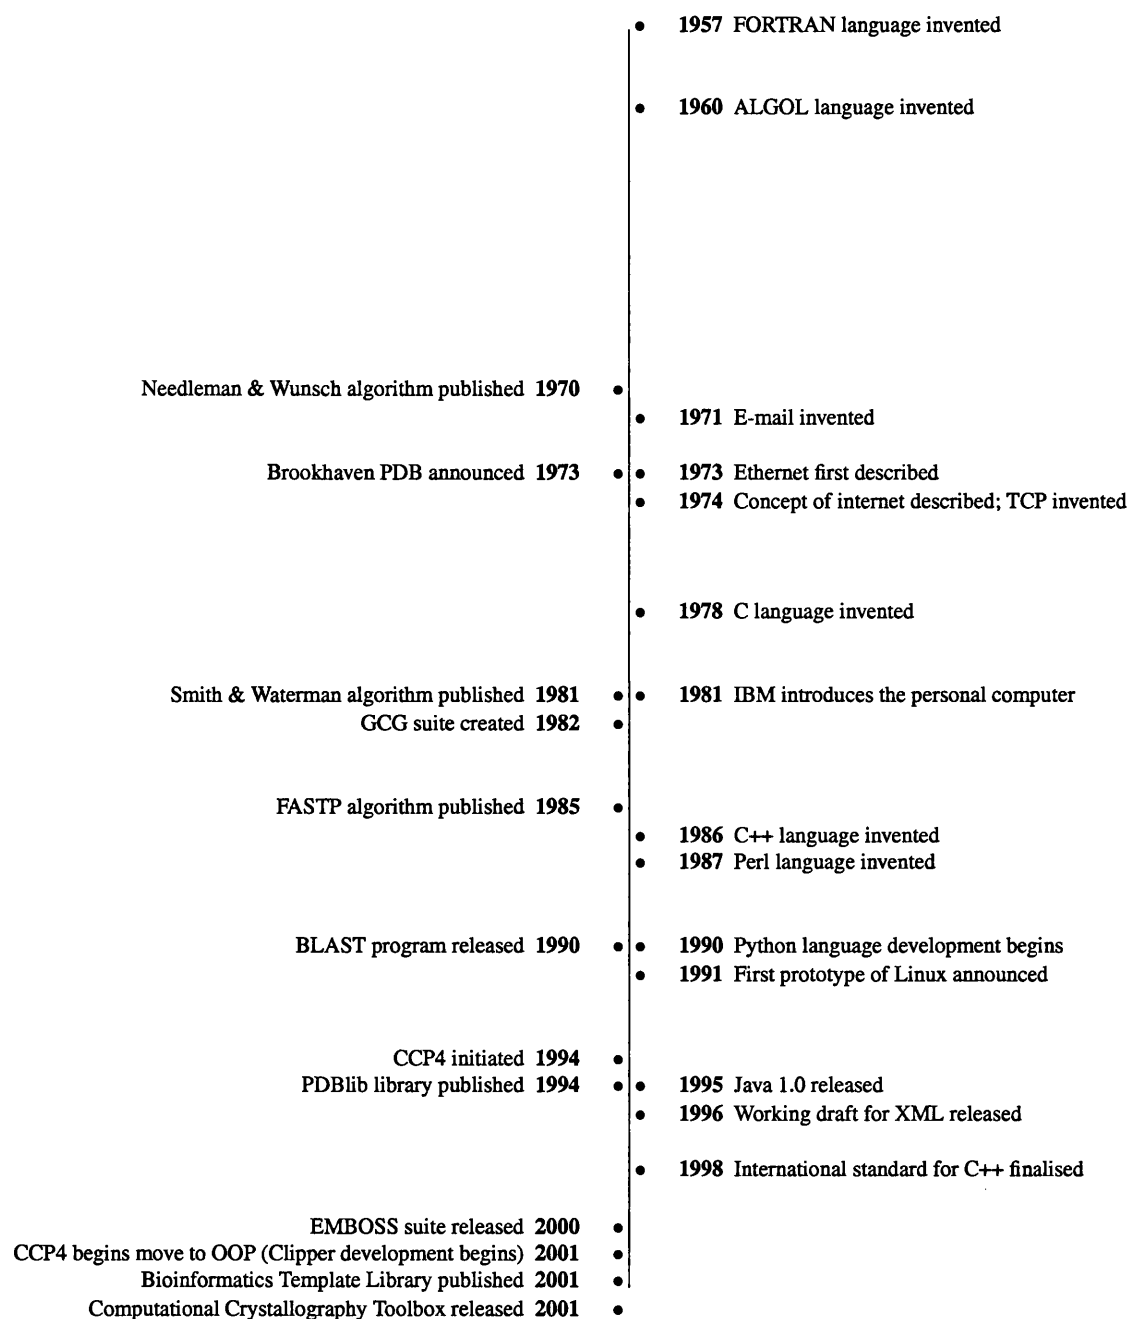 1957 FORTRAN language invented
1960 ALGOL language invented
Needleman & Wunsch algorithm published 1970
1971 E-mail invented
Brookhaven PDB announced 1973 1973 Ethernet first described
1974 Concept of internet described; TCP invented
1978 C language invented
Smith & Waterman algorithm published 1981 1981 IBM introduces the personal computer
GCG suite created 1982
FASTP algorithm published 1985
1986 C++ language invented
1987 Perl language invented
BLAST program released 1990 1990 Python language development begins
1991 First prototype of Linux announced
CCP4 initiated 1994
PDBlib library published 1994 1995 Java 1.0 released
1996 Working draft for XML released
1998 International standard for C++ finalised
EMBOSS suite released 2000
CCP4 begins move to OOP (Clipper development begins) 2001
Bioinformatics Template Library published 2001
Computational Crystallography Toolbox released 2001